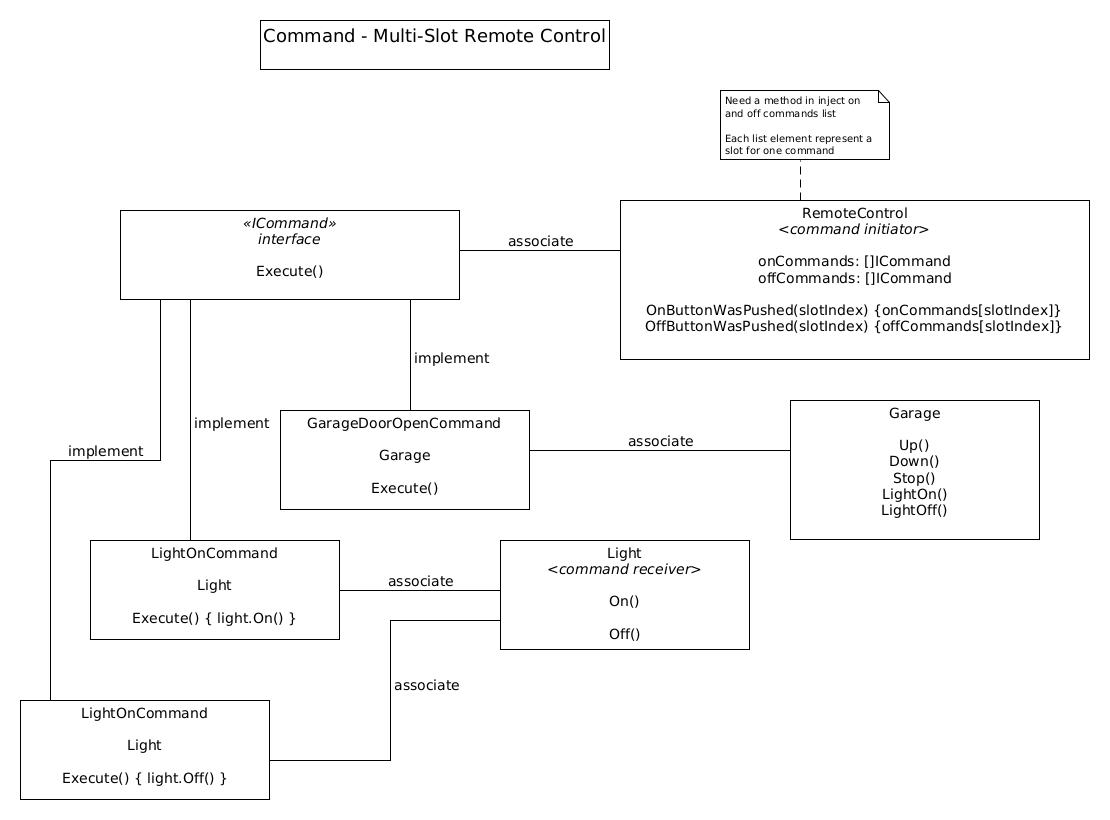 Command - Multi-Slot Remote Control
Need a method in inject on
and off commands list
Each list element represent a
slot for one command
«ICommand»
interface
Execute()
associate
RemoteControl
<command initiator>
onCommands: []ICommand
offCommands: []ICommand
OnButtonWasPushed(slotIndex) {onCommands[slotIndex]}
OffButtonWasPushed(slotIndex) {offCommands[slotIndex]}
implement
implement
implement
GarageDoorOpenCommand
Garage
Execute()
associate
Garage
Up()
Down()
Stop()
LightOn()
LightOff()
LightOnCommand
Light
Execute() { light.On() }
associate
Light
<command receiver>
On()
Off()
associate
LightOnCommand
Light
Execute() { light.Off() }